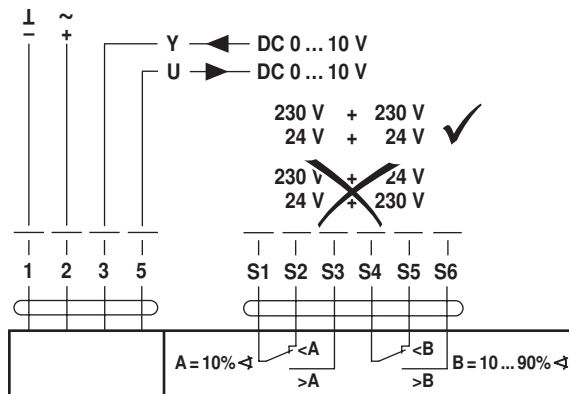 ⊥ ~
− +
Y DC 0 ... 10 V
U DC 0 ... 10 V
230 V + 230 V
24 V + 24 V
230 V + 24 V
24 V + 230 V
1 2 3 5 S1 S2 S3 S4 S5 S6
A = 10% ∢ <A >A <B >B B = 10 ... 90% ∢